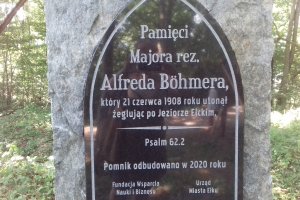 Pamięci
Majora rez.
Alfreda Böhmera,
który 21 czerwca 1908 roku utonął
żeglując po Jeziorze Ełckim.
Psalm 62.2
Pomnik odbudowano w 2020 roku
Fundacja Wsparcia Urząd
Nauki i Biznesu Miasta Ełku